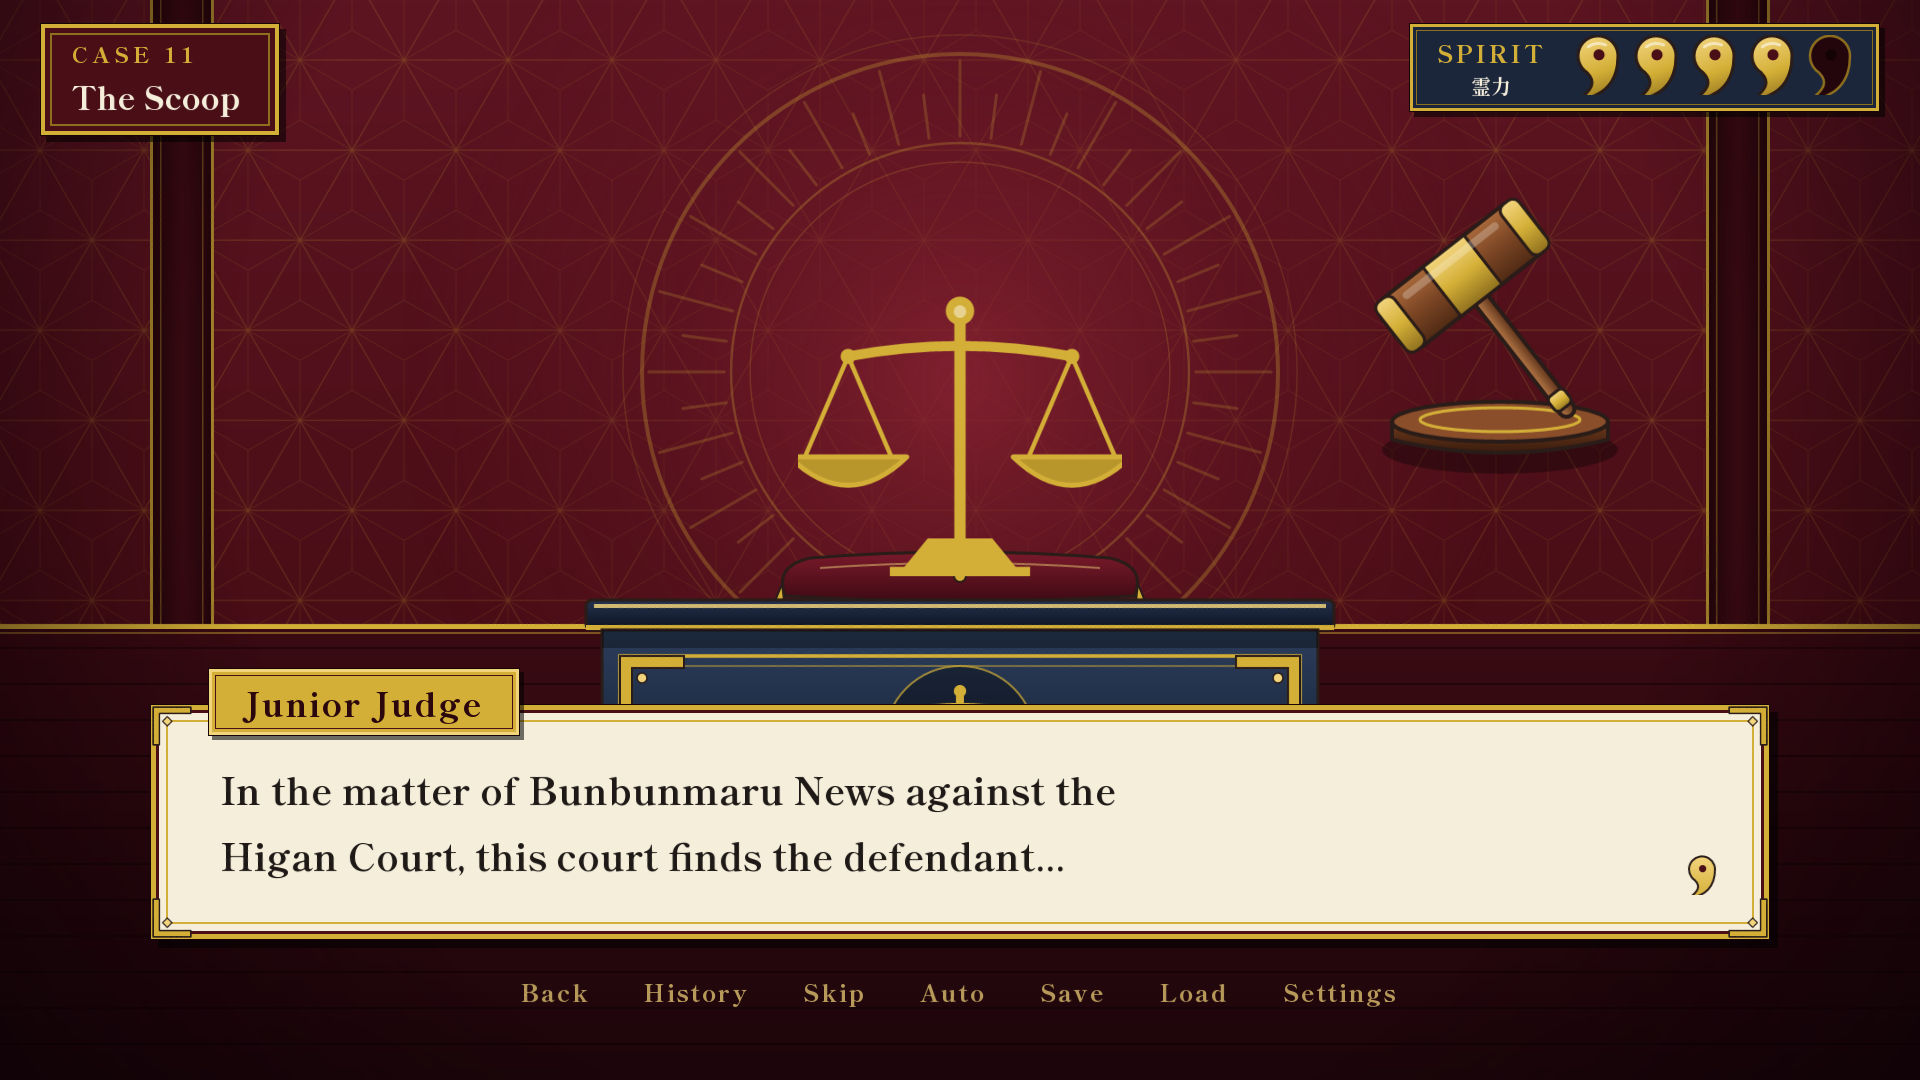 CASE 11
The Scoop
SPIRIT
霊力
Junior Judge
In the matter of Bunbunmaru News against the
Higan Court, this court finds the defendant...
Back History Skip Auto Save Load Settings